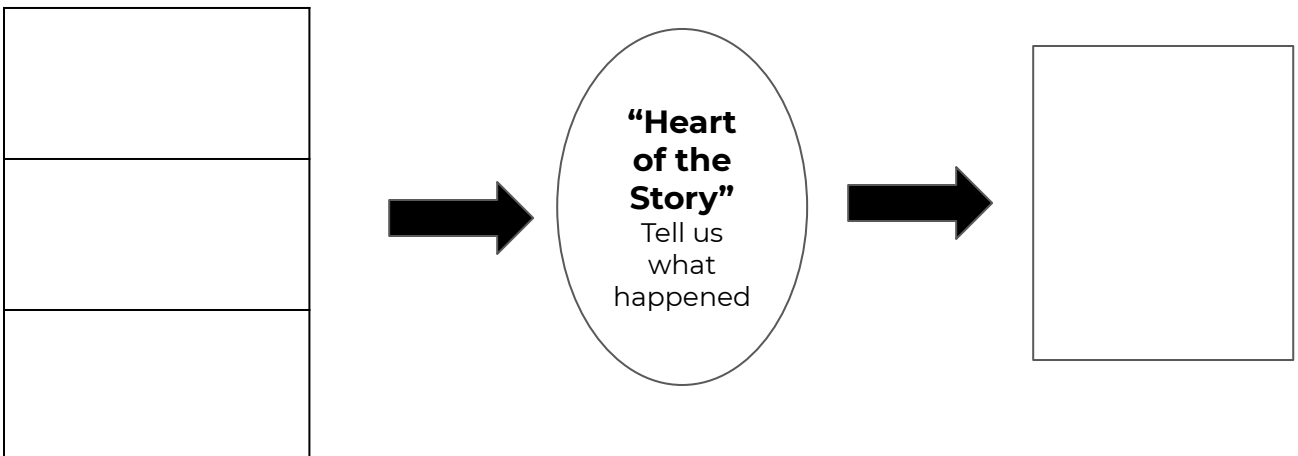 “Heart
of the
Story”
Tell us
what
happened